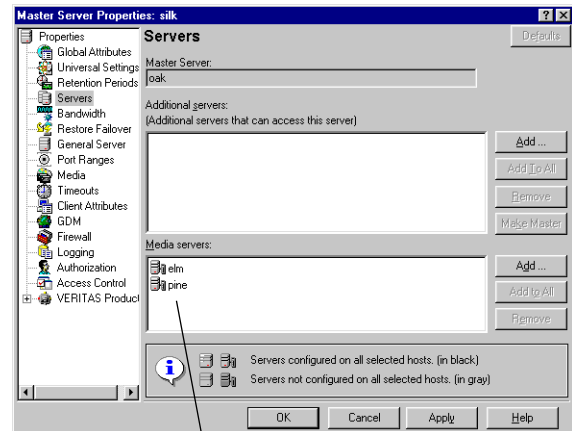 Master Server Properties: silk
Properties
Global Attributes
Universal Settings
Retention Periods
Servers
Bandwidth
Restore Failover
General Server
Port Ranges
Media
Timeouts
Client Attributes
GDM
Firewall
Logging
Authorization
Access Control
VERITAS Product
Servers
Defaults
Master Server:
oak
Additional servers:
(Additional servers that can access this server)
Add ...
Add To All
Remove
Make Master
Media servers:
elm
pine
Add ...
Add to All
Remove
Servers configured on all selected hosts. (in black)
Servers not configured on all selected hosts. (in gray)
OK
Cancel
Apply
Help